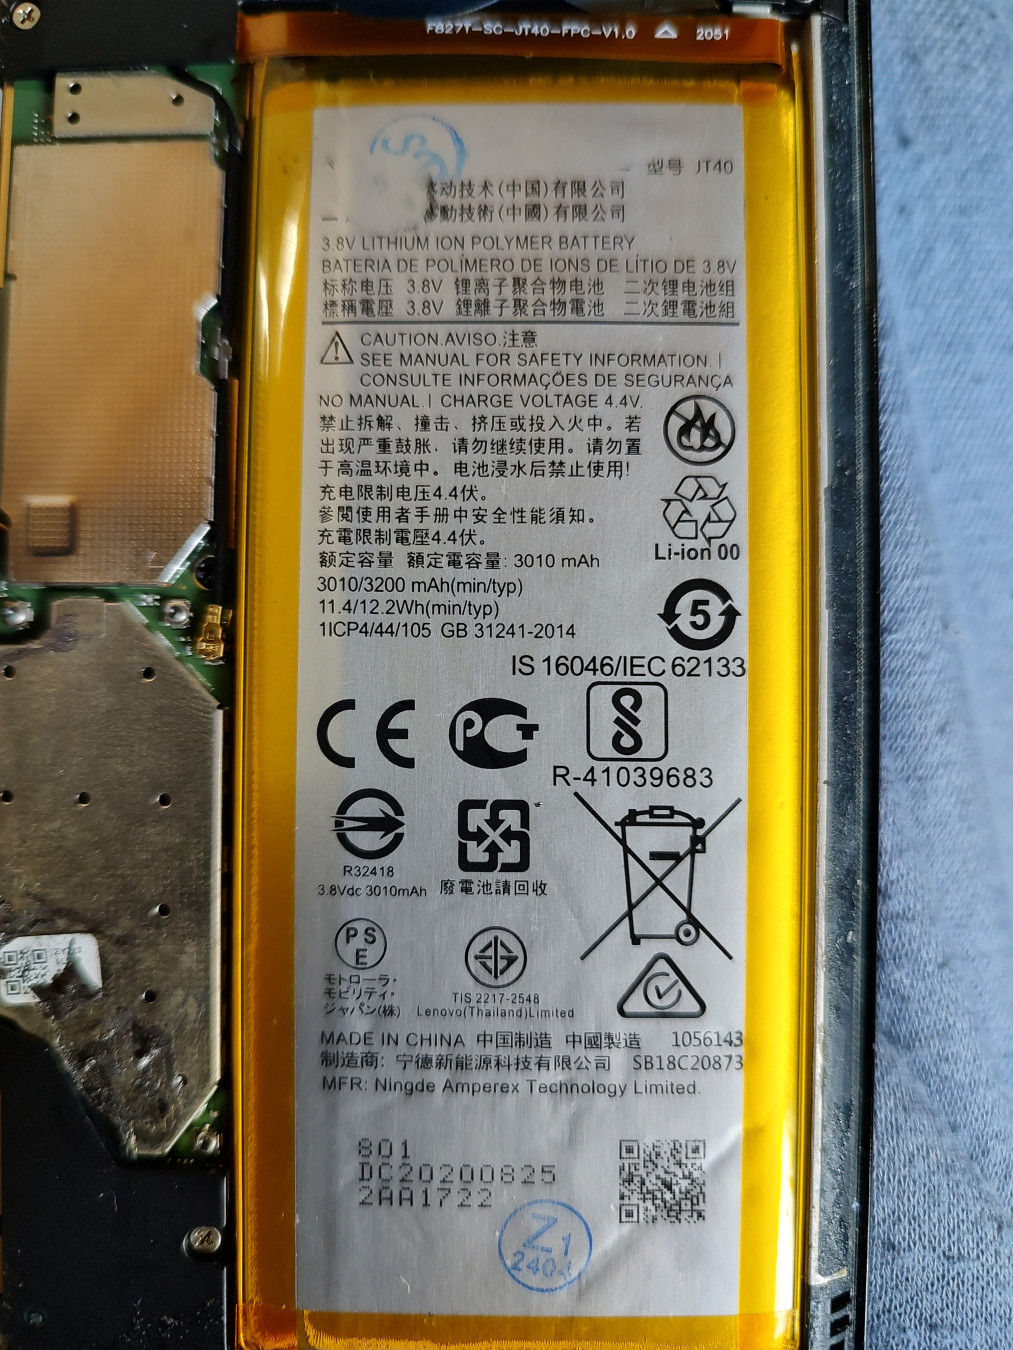 F827T-SC-JT40-FPC-V1.0 2051
型号 JT40
动技术(中国)有限公司
動技術(中國)有限公司
3.8V LITHIUM ION POLYMER BATTERY
BATERIA DE POLÍMERO DE IONS DE LÍTIO DE 3.8V
标称电压 3.8V 锂离子聚合物电池 二次锂电池组
標稱電壓 3.8V 鋰離子聚合物電池 二次鋰電池組
CAUTION.AVISO.注意
SEE MANUAL FOR SAFETY INFORMATION. |
CONSULTE INFORMAÇÕES DE SEGURANÇA
NO MANUAL. | CHARGE VOLTAGE 4.4V.
禁止拆解、撞击、挤压或投入火中。若
出现严重鼓胀，请勿继续使用。请勿置
于高温环境中。电池浸水后禁止使用!
充电限制电压4.4伏。
參閱使用者手册中安全性能須知。
充電限制電壓4.4伏。
额定容量 額定電容量: 3010 mAh
3010/3200 mAh(min/typ)
11.4/12.2Wh(min/typ)
1ICP4/44/105 GB 31241-2014
Li-ion 00
5
IS 16046/IEC 62133
CE PCT
R-41039683
R32418
3.8Vdc 3010mAh
廢電池請回收
PS
E
モトローラ・
モビリティ・
ジャパン(株)
TIS 2217-2548
Lenovo(Thailand)Limited
MADE IN CHINA 中国制造 中國製造 1056143
制造商: 宁德新能源科技有限公司 SB18C20873
MFR: Ningde Amperex Technology Limited.
801
DC20200825
2AA1722
Z1